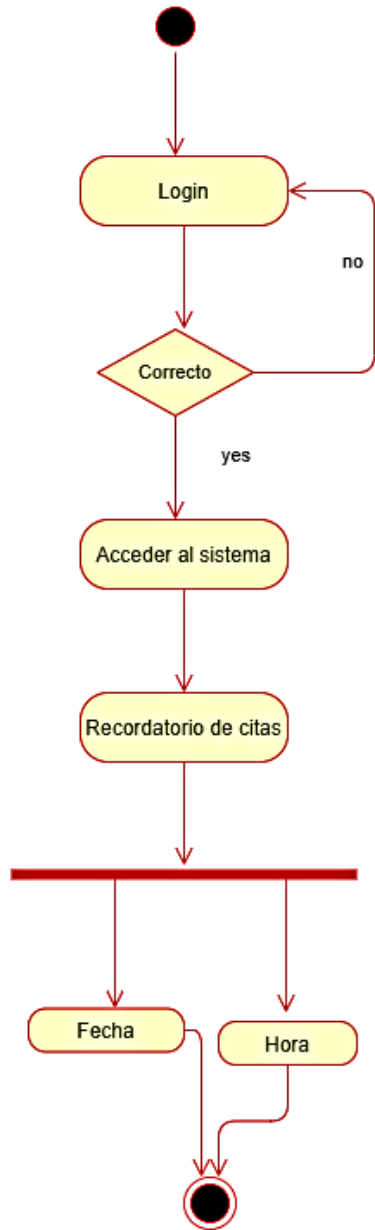 Login
no
Correcto
yes
Acceder al sistema
Recordatorio de citas
Fecha
Hora